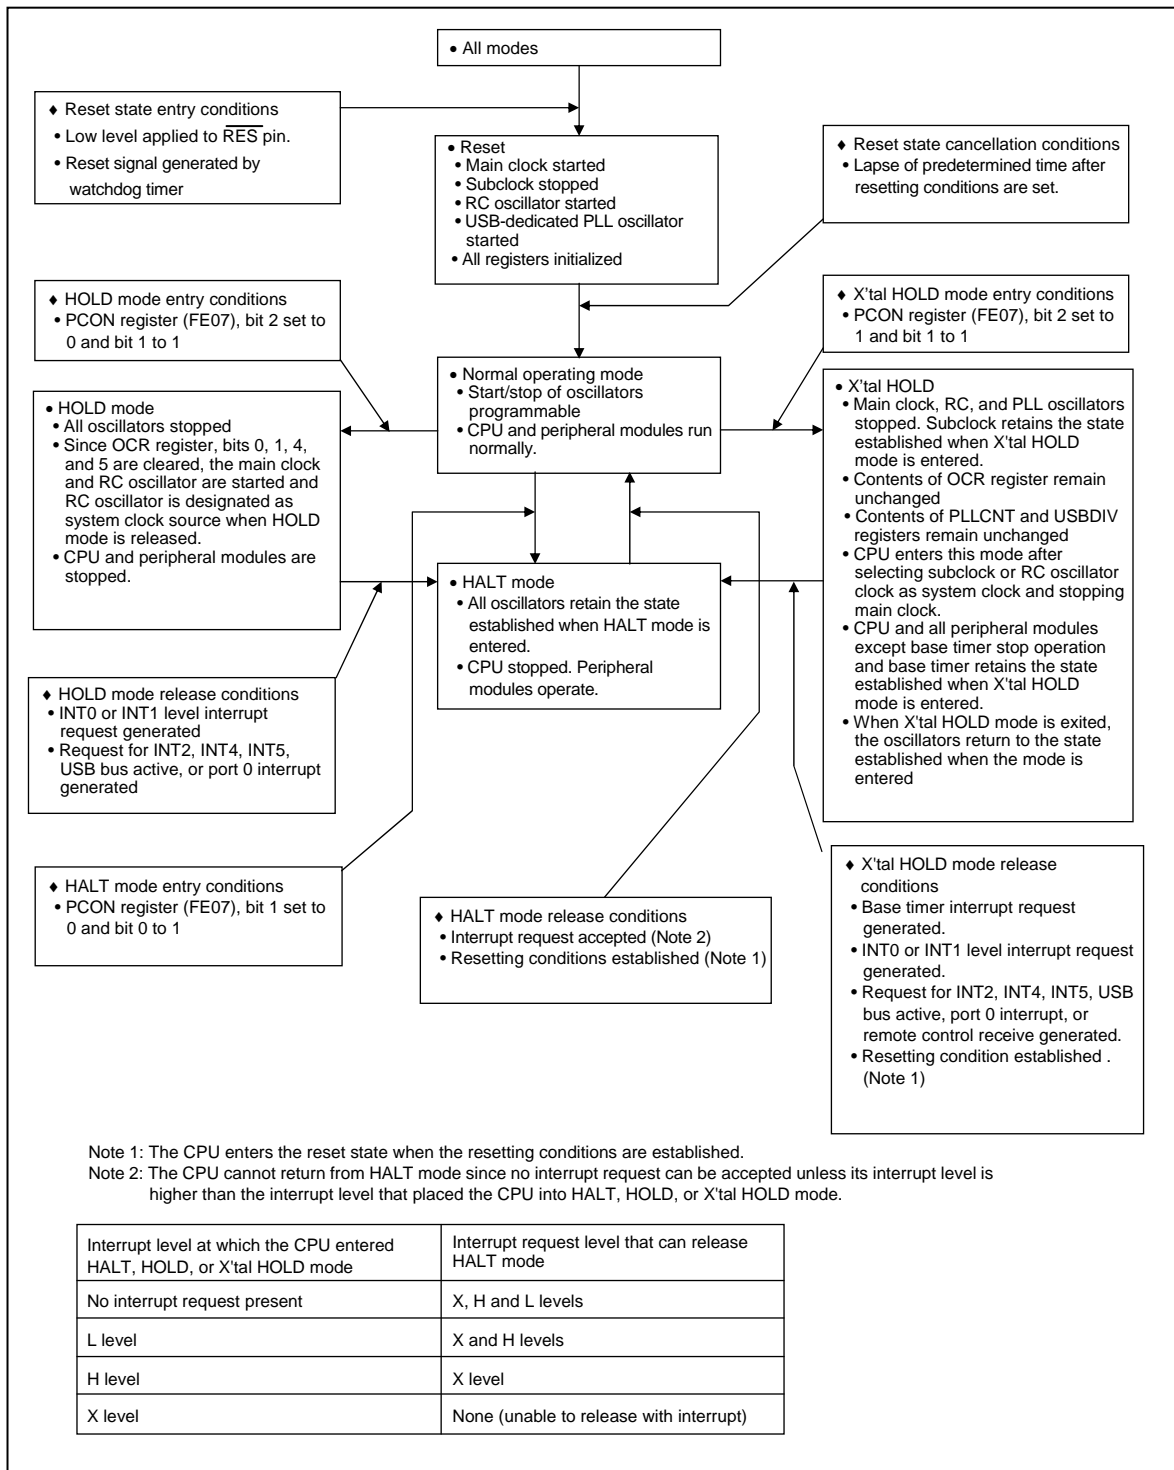 • All modes
♦ Reset state entry conditions
• Low level applied to RES pin.
• Reset signal generated by
watchdog timer
• Reset
• Main clock started
• Subclock stopped
• RC oscillator started
• USB-dedicated PLL oscillator
started
• All registers initialized
♦ Reset state cancellation conditions
• Lapse of predetermined time after
resetting conditions are set.
♦ HOLD mode entry conditions
• PCON register (FE07), bit 2 set to
0 and bit 1 to 1
♦ X'tal HOLD mode entry conditions
• PCON register (FE07), bit 2 set to
1 and bit 1 to 1
• HOLD mode
• All oscillators stopped
• Since OCR register, bits 0, 1, 4,
and 5 are cleared, the main clock
and RC oscillator are started and
RC oscillator is designated as
system clock source when HOLD
mode is released.
• CPU and peripheral modules are
stopped.
• Normal operating mode
• Start/stop of oscillators
programmable
• CPU and peripheral modules run
normally.
• X'tal HOLD
• Main clock, RC, and PLL oscillators
stopped. Subclock retains the state
established when X'tal HOLD
mode is entered.
• Contents of OCR register remain
unchanged
• Contents of PLLCNT and USBDIV
registers remain unchanged
• CPU enters this mode after
selecting subclock or RC oscillator
clock as system clock and stopping
main clock.
• CPU and all peripheral modules
except base timer stop operation
and base timer retains the state
established when X'tal HOLD
mode is entered.
• When X'tal HOLD mode is exited,
the oscillators return to the state
established when the mode is
entered
• HALT mode
• All oscillators retain the state
established when HALT mode is
entered.
• CPU stopped. Peripheral
modules operate.
♦ HOLD mode release conditions
• INT0 or INT1 level interrupt
request generated
• Request for INT2, INT4, INT5,
USB bus active, or port 0 interrupt
generated
♦ HALT mode entry conditions
• PCON register (FE07), bit 1 set to
0 and bit 0 to 1
♦ HALT mode release conditions
• Interrupt request accepted (Note 2)
• Resetting conditions established (Note 1)
♦ X'tal HOLD mode release
conditions
• Base timer interrupt request
generated.
• INT0 or INT1 level interrupt request
generated.
• Request for INT2, INT4, INT5, USB
bus active, port 0 interrupt, or
remote control receive generated.
• Resetting condition established .
(Note 1)
Note 1: The CPU enters the reset state when the resetting conditions are established.
Note 2: The CPU cannot return from HALT mode since no interrupt request can be accepted unless its interrupt level is
higher than the interrupt level that placed the CPU into HALT, HOLD, or X'tal HOLD mode.
Interrupt level at which the CPU entered
HALT, HOLD, or X'tal HOLD mode
Interrupt request level that can release
HALT mode
No interrupt request present
X, H and L levels
L level
X and H levels
H level
X level
X level
None (unable to release with interrupt)